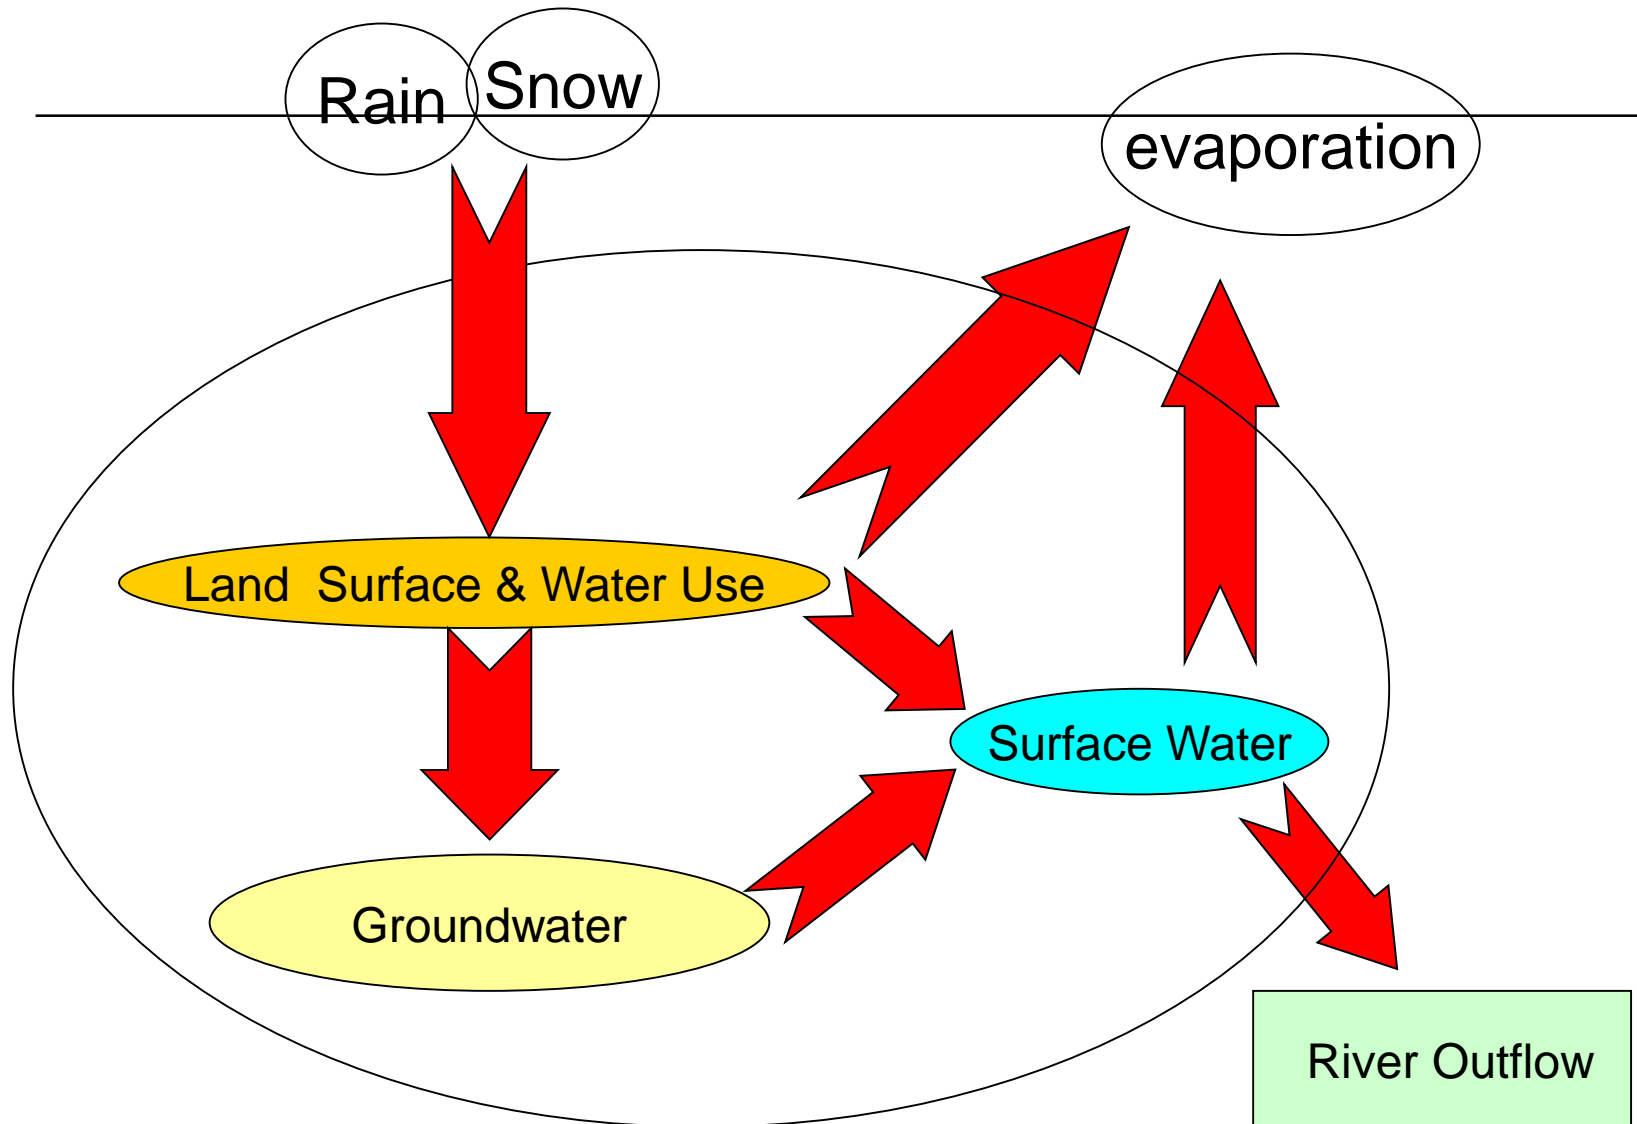 Rain
Snow
evaporation
Land  Surface & Water Use
Surface Water
Groundwater
River Outflow